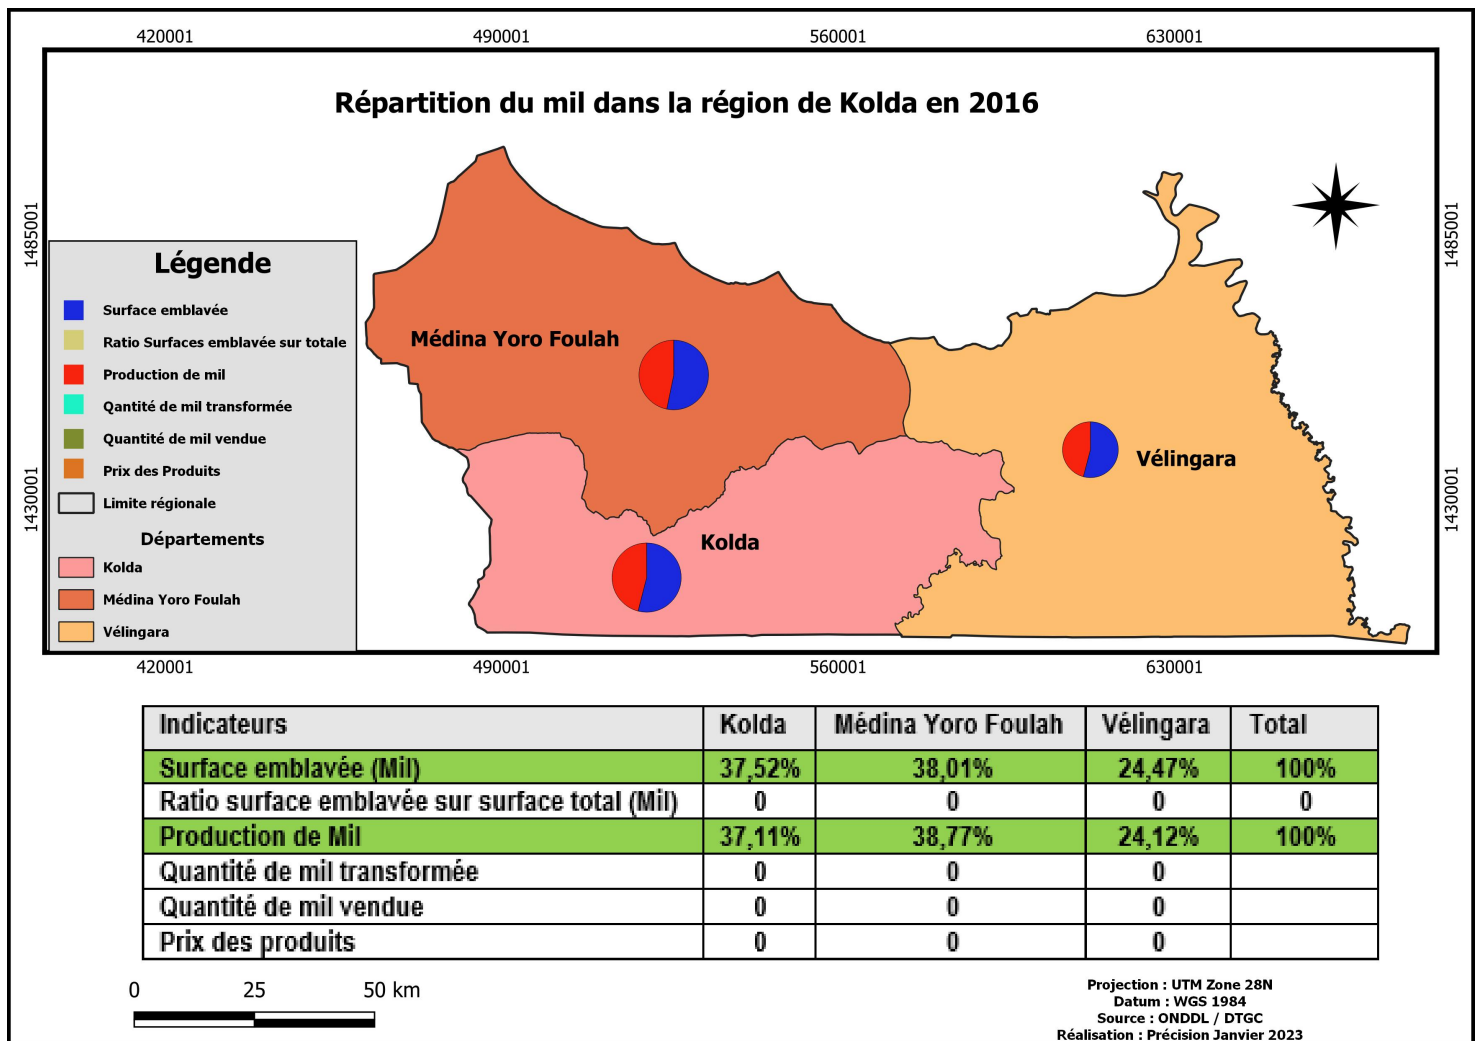 420001 490001 560001 630001
Répartition du mil dans la région de Kolda en 2016
1485001 1485001
1430001 1430001
Légende
Surface emblavée
Ratio Surfaces emblavée sur totale
Production de mil
Qantité de mil transformée
Quantité de mil vendue
Prix des Produits
Limite régionale
Départements
Kolda
Médina Yoro Foulah
Vélingara
Médina Yoro Foulah
Vélingara
Kolda
420001 490001 560001 630001
Indicateurs Kolda Médina Yoro Foulah Vélingara Total
Surface emblavée (Mil) 37,52% 38,01% 24,47% 100%
Ratio surface emblavée sur surface total (Mil) 0 0 0 0
Production de Mil 37,11% 38,77% 24,12% 100%
Quantité de mil transformée 0 0 0
Quantité de mil vendue 0 0 0
Prix des produits 0 0 0
0 25 50 km
Projection : UTM Zone 28N
Datum : WGS 1984
Source : ONDDL / DTGC
Réalisation : Précision Janvier 2023